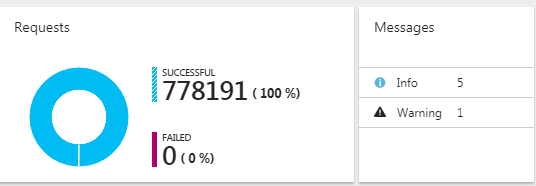 Requests
SUCCESSFUL
778191 ( 100 %)
FAILED
0 ( 0 %)
Messages
Info 5
Warning 1